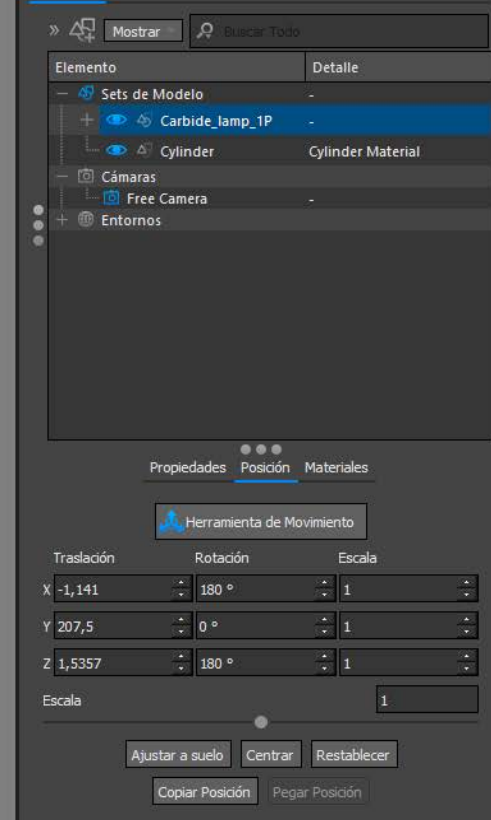 » Mostrar Buscar Todo
Elemento Detalle
Sets de Modelo -
Carbide_lamp_1P -
Cylinder Cylinder Material
Cámaras
Free Camera -
Entornos
Propiedades Posición Materiales
Herramienta de Movimiento
Traslación Rotación Escala
X -1,141 180 ° 1
Y 207,5 0 ° 1
Z 1,5357 180 ° 1
Escala 1
Ajustar a suelo Centrar Restablecer
Copiar Posición Pegar Posición